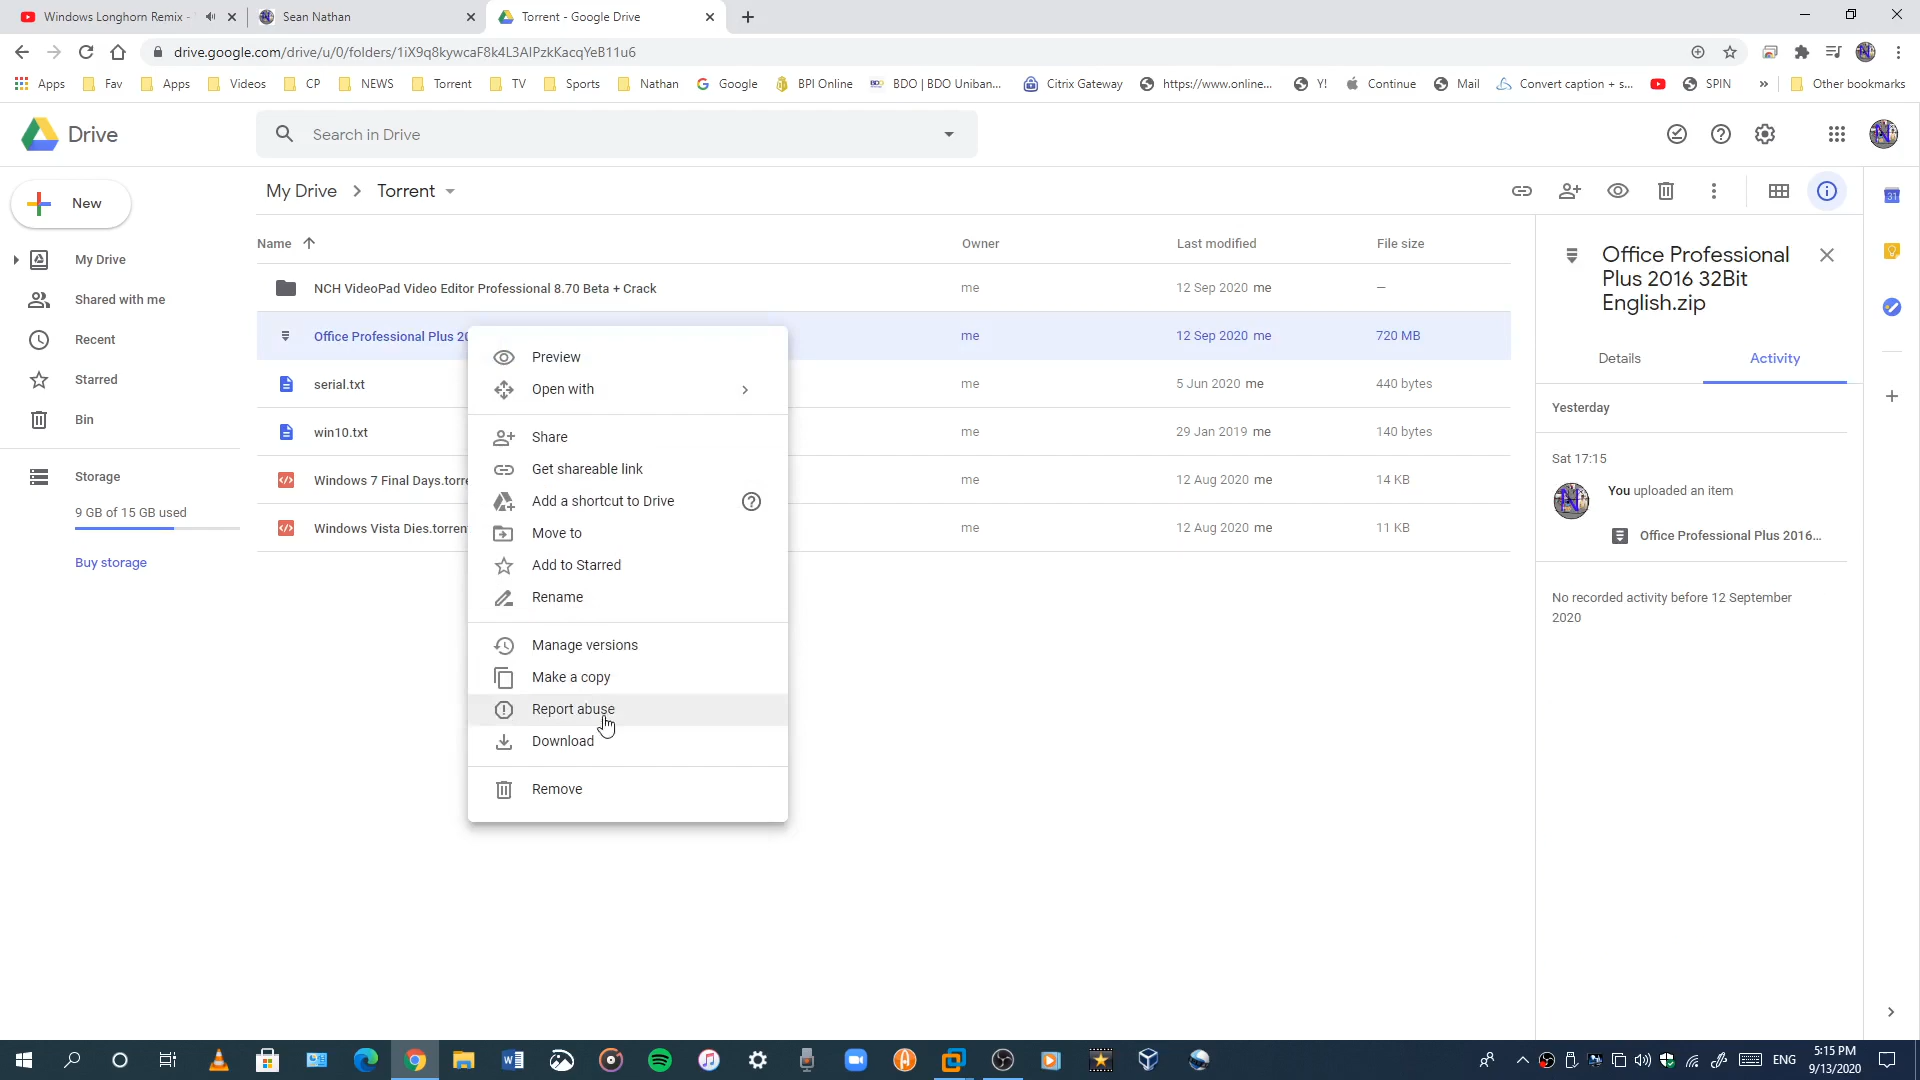 Windows Longhorn Remix -
Sean Nathan
Torrent - Google Drive
drive.google.com/drive/u/0/folders/1iX9q8kywcaF8k4L3AIPzkKacqYeB11u6
Apps
Fav
Apps
Videos
CP
NEWS
Torrent
TV
Sports
Nathan
Google
BPI Online
BDO | BDO Uniban...
Citrix Gateway
https://www.online...
Y!
Continue
Mail
Convert caption + s...
SPIN
»
Other bookmarks
Drive
Search in Drive
New
My Drive
Shared with me
Recent
Starred
Bin
Storage
9 GB of 15 GB used
Buy storage
My Drive > Torrent
Name Owner Last modified File size
NCH VideoPad Video Editor Professional 8.70 Beta + Crack me 12 Sep 2020 me —
Office Professional Plus 20 me 12 Sep 2020 me 720 MB
serial.txt me 5 Jun 2020 me 440 bytes
win10.txt me 29 Jan 2019 me 140 bytes
Windows 7 Final Days.torre me 12 Aug 2020 me 14 KB
Windows Vista Dies.torren me 12 Aug 2020 me 11 KB
Preview
Open with
Share
Get shareable link
Add a shortcut to Drive
Move to
Add to Starred
Rename
Manage versions
Make a copy
Report abuse
Download
Remove
Office Professional
Plus 2016 32Bit
English.zip
Details
Activity
Yesterday
Sat 17:15
You uploaded an item
Office Professional Plus 2016...
No recorded activity before 12 September
2020
31
ENG
5:15 PM
9/13/2020